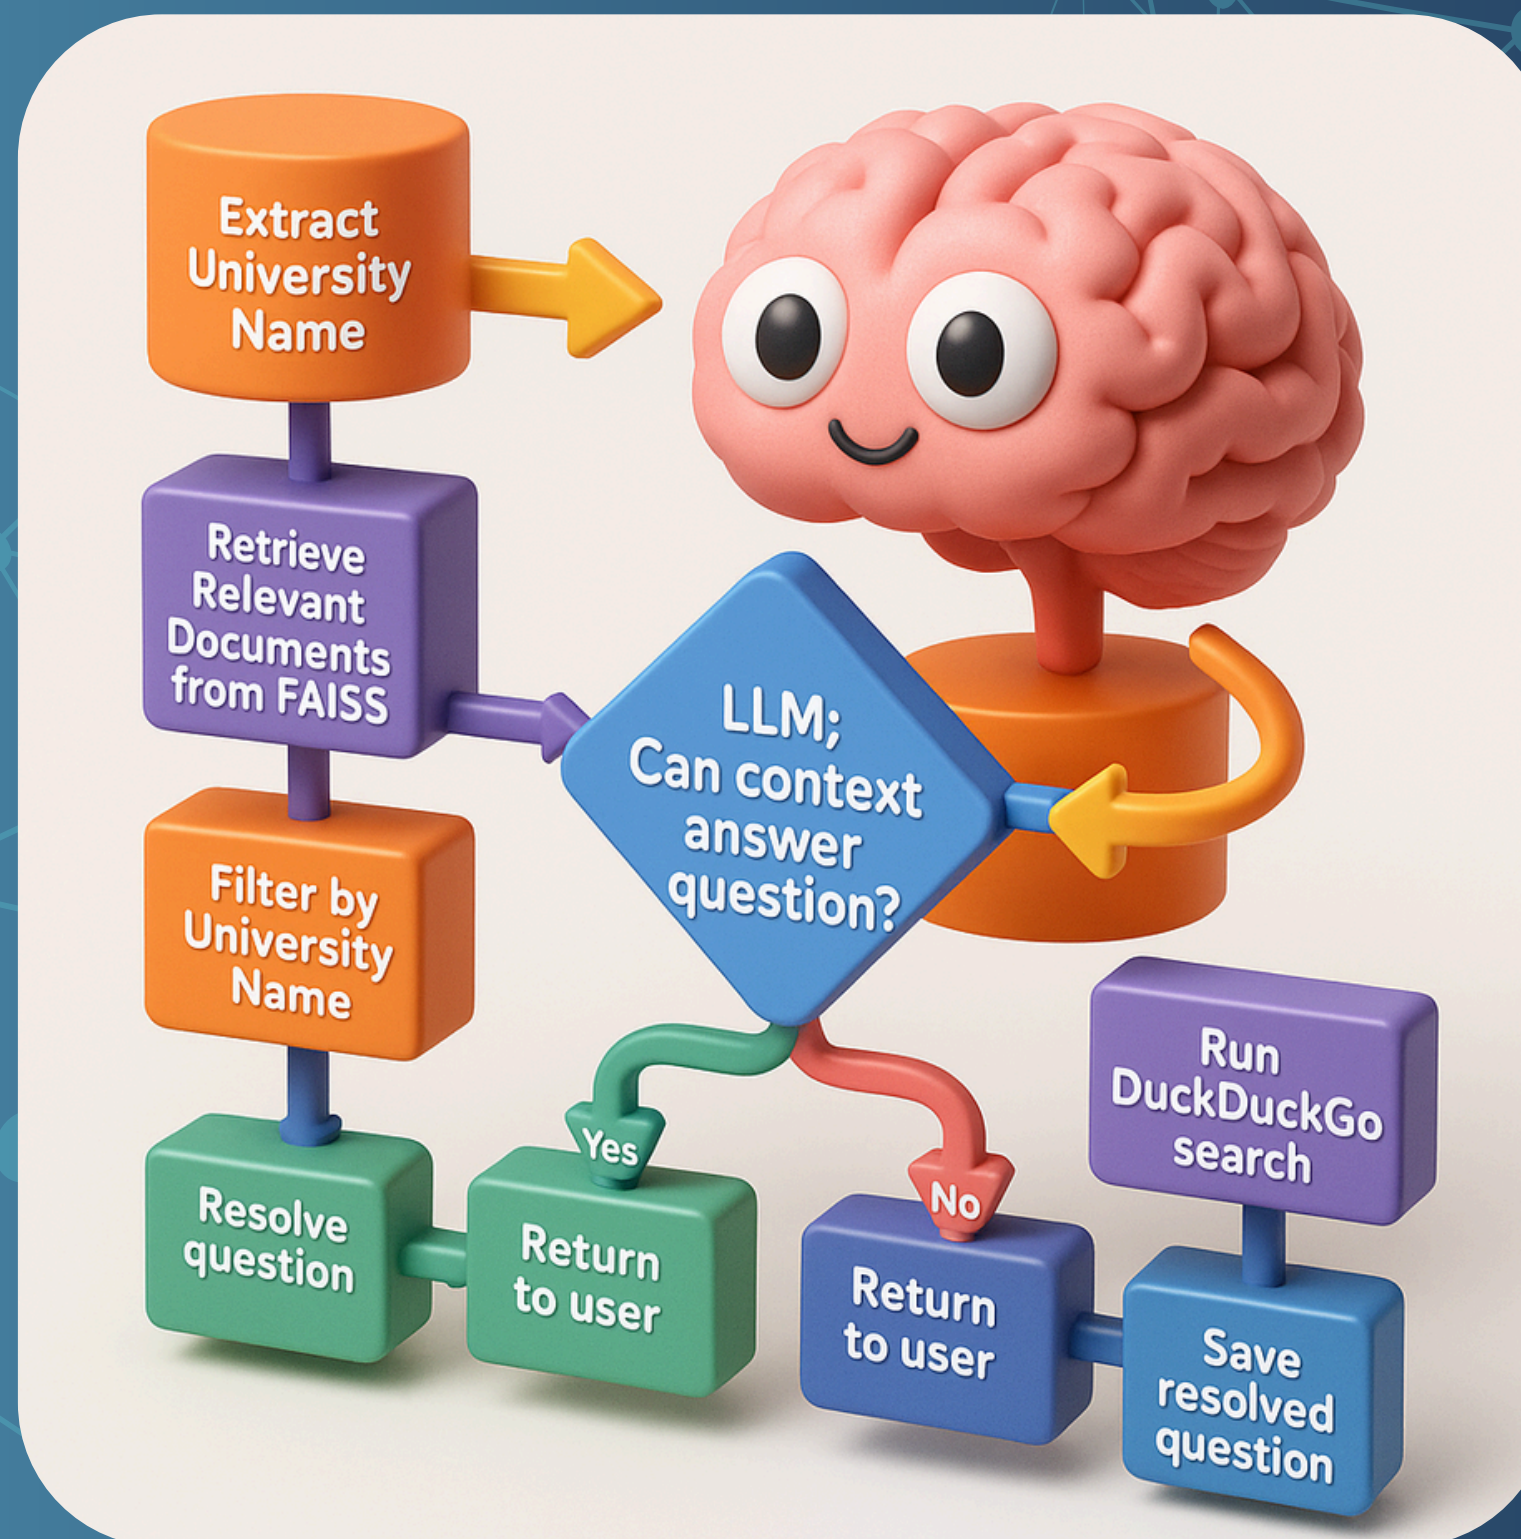 Extract
University
Name
Retrieve
Relevant
Documents
from FAISS
LLM;
Can context
answer
question?
Filter by
University
Name
Yes
No
Run
DuckDuckGo
search
Resolve
question
Return
to user
Return
to user
Save
resolved
question